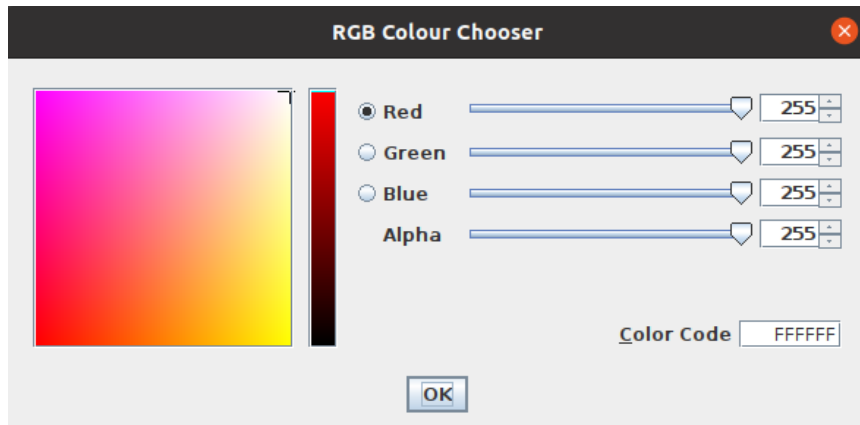 RGB Colour Chooser
Red 255
Green 255
Blue 255
Alpha 255
Color Code FFFFFF
OK